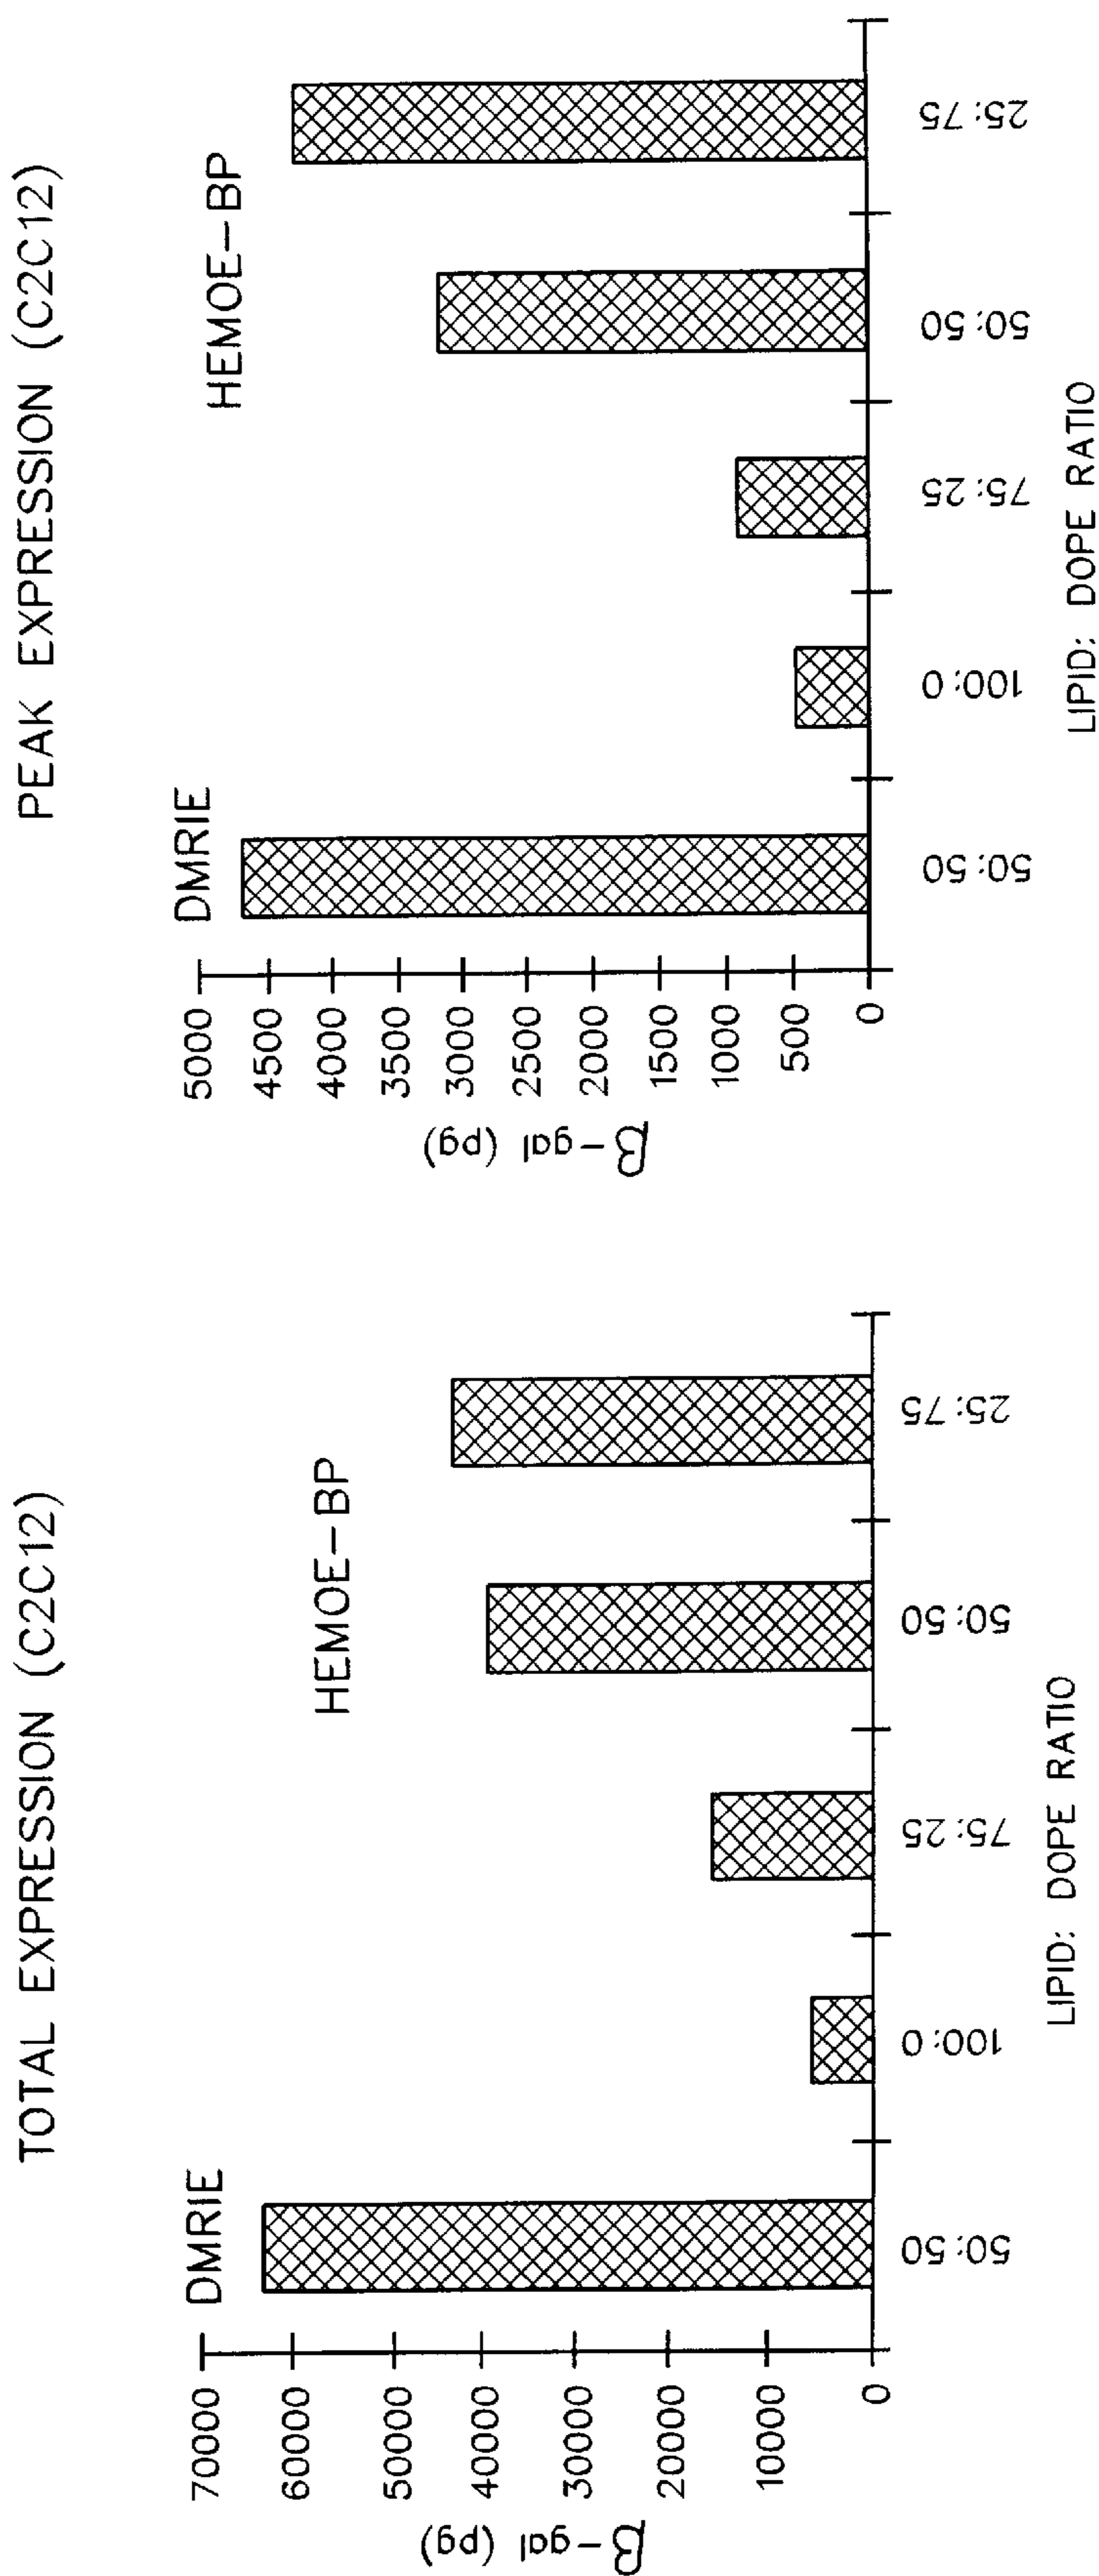 TOTAL EXPRESSION (C2C12)
DMRIE
HEMOE-BP
70000
60000
50000
40000
30000
20000
10000
0
β-gal (pg)
50:50
100:0
75:25
50:50
25:75
LIPID: DOPE RATIO
PEAK EXPRESSION (C2C12)
DMRIE
HEMOE-BP
5000
4500
4000
3500
3000
2500
2000
1500
1000
500
0
β-gal (pg)
50:50
100:0
75:25
50:50
25:75
LIPID: DOPE RATIO